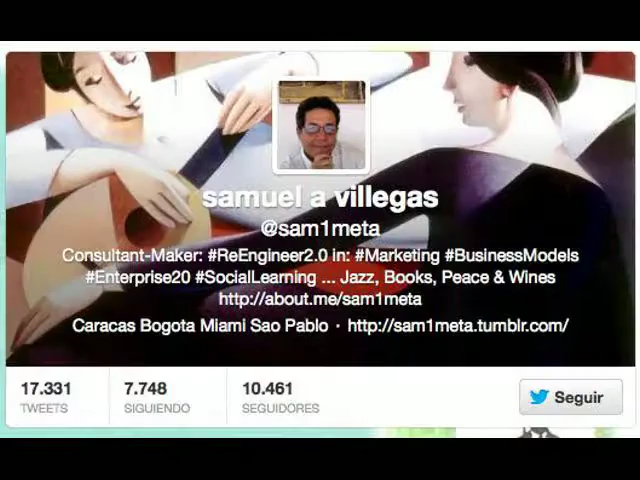 samuel a villegas
@sam1meta
Consultant-Maker: #ReEngineer2.0 in: #Marketing #BusinessModels
#Enterprise20 #SocialLearning ... Jazz, Books, Peace & Wines
http://about.me/sam1meta
Caracas Bogota Miami Sao Pablo · http://sam1meta.tumblr.com/
17.331 7.748 10.461 Seguir
TWEETS SIGUIENDO SEGUIDORES